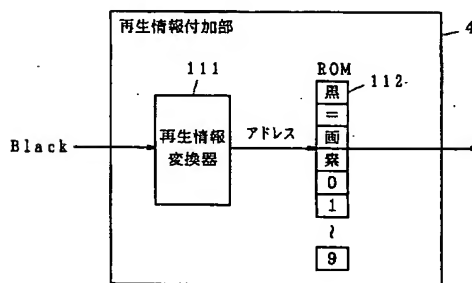 再生情報付加部
4
111
ROM
112
黒
=
画
素
0
1
~
9
Black
再生情報
変換器
アドレス